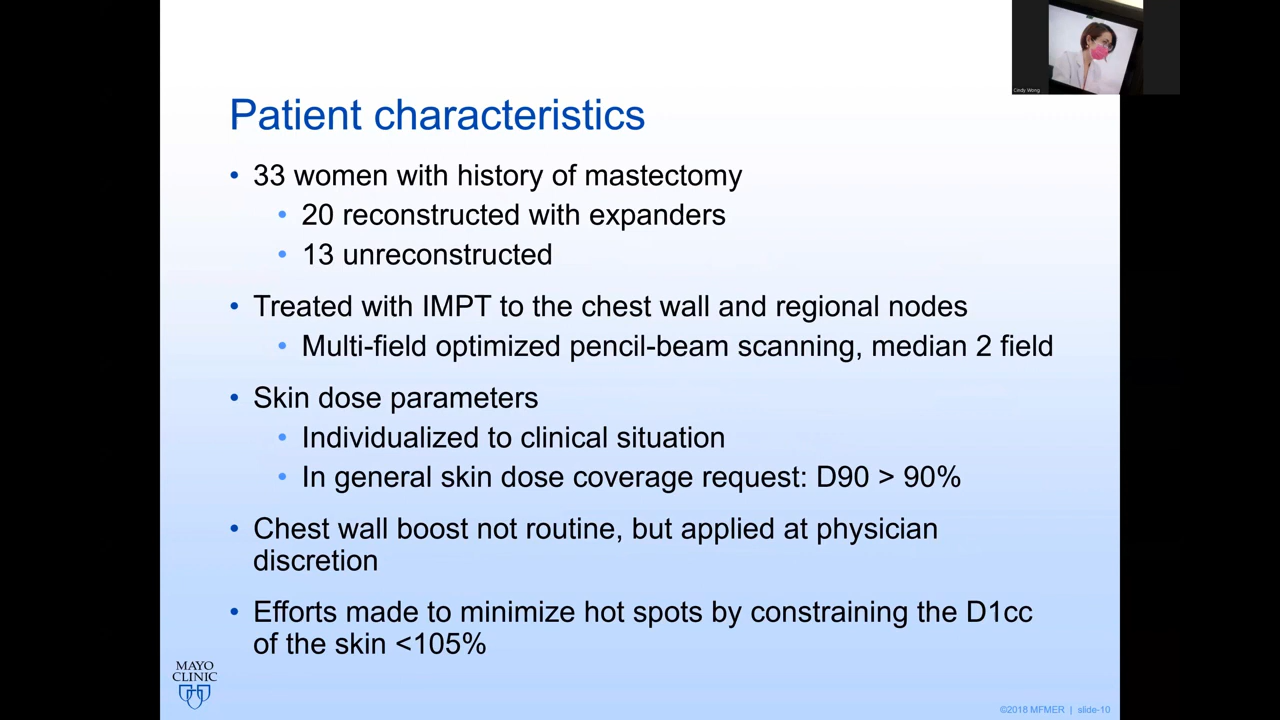 Cindy Wong
Patient characteristics
• 33 women with history of mastectomy
• 20 reconstructed with expanders
• 13 unreconstructed
• Treated with IMPT to the chest wall and regional nodes
• Multi-field optimized pencil-beam scanning, median 2 field
• Skin dose parameters
• Individualized to clinical situation
• In general skin dose coverage request: D90 > 90%
• Chest wall boost not routine, but applied at physician
discretion
• Efforts made to minimize hot spots by constraining the D1cc
of the skin <105%
MAYO
CLINIC
©2018 MFMER | slide-10